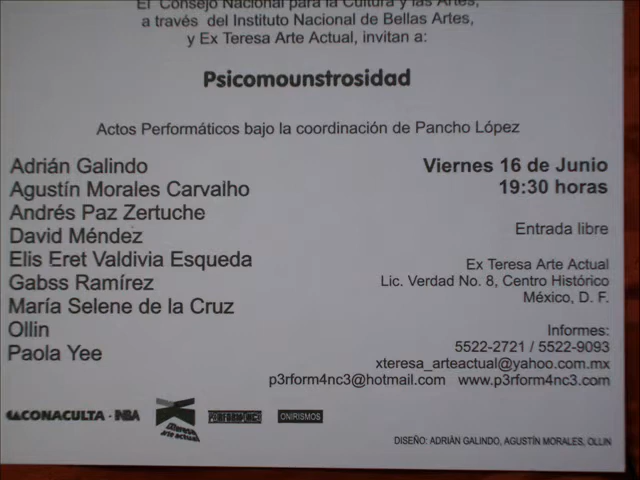 El Consejo Nacional para la Cultura y las Artes,
a través del Instituto Nacional de Bellas Artes,
y Ex Teresa Arte Actual, invitan a:
Psicomounstrosidad
Actos Performáticos bajo la coordinación de Pancho López
Adrián Galindo
Agustín Morales Carvalho
Andrés Paz Zertuche
David Méndez
Elis Eret Valdivia Esqueda
Gabss Ramírez
María Selene de la Cruz
Ollin
Paola Yee
Viernes 16 de Junio
19:30 horas
Entrada libre
Ex Teresa Arte Actual
Lic. Verdad No. 8, Centro Histórico
México, D. F.
Informes:
5522-2721 / 5522-9093
xteresa_arteactual@yahoo.com.mx
p3rform4nc3@hotmail.com www.p3rform4nc3.com
CONACULTA · INBA
xteresa
arte actual
ONIRISMOS
DISEÑO: ADRIÁN GALINDO, AGUSTÍN MORALES, OLLIN